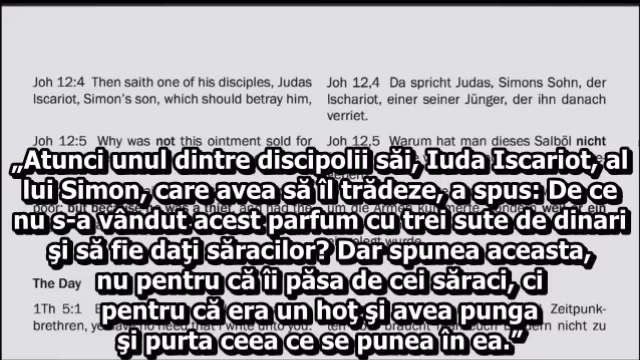 Joh 12:4 Then saith one of his disciples, Judas
Iscariot, Simon's son, which should betray him,
Joh 12:5 Why was not this ointment sold for
The Day
1Th 5:1
brethren,
Joh 12,4 Da spricht Judas, Simons Sohn, der
Ischariot, einer seiner Jünger, der ihn danach
verriet.
Joh 12,5 Warum hat man dieses Salböl nicht
Zeitpunk-
nicht zu
„Atunci unul dintre discipolii săi, Iuda Iscariot, al
lui Simon, care avea să îl trădeze, a spus: De ce
nu s-a vândut acest parfum cu trei sute de dinari
şi să fie daţi săracilor? Dar spunea aceasta,
nu pentru că îi păsa de cei săraci, ci
pentru că era un hoţ şi avea punga
şi purta ceea ce se punea în ea.”